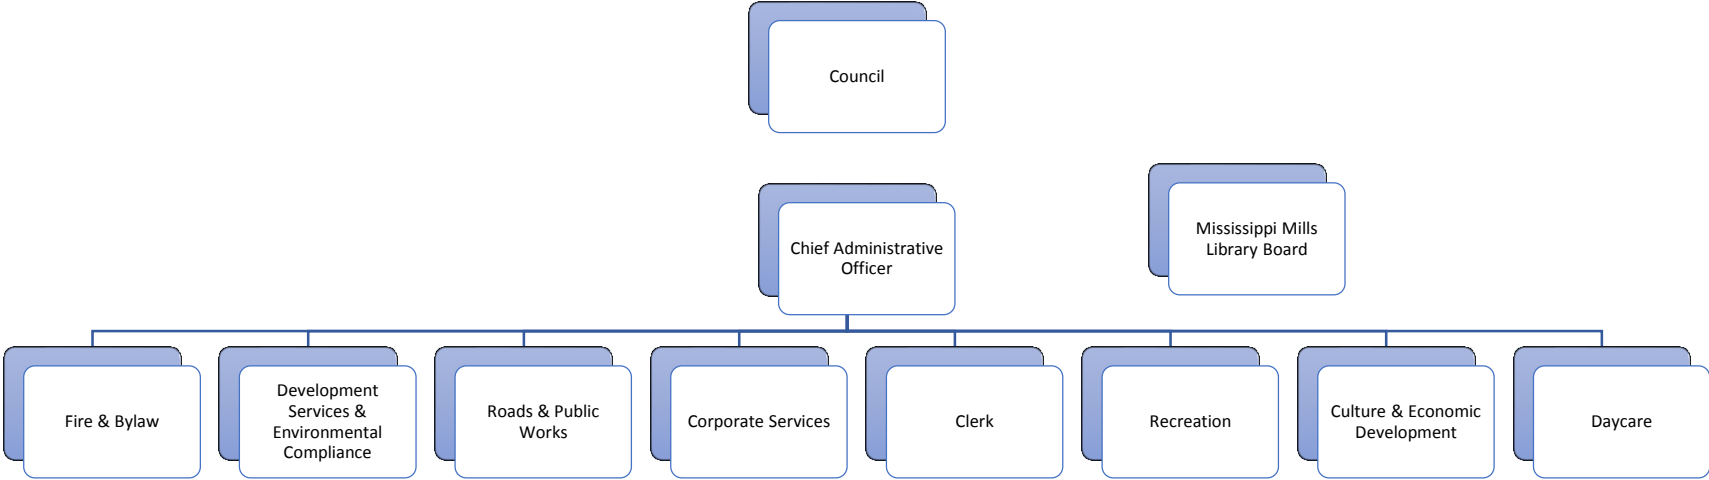 Council
Mississippi Mills
Library Board
Chief Administrative
Officer
Fire & Bylaw
Development
Services &
Environmental
Compliance
Roads & Public
Works
Corporate Services
Clerk
Recreation
Culture & Economic
Development
Daycare